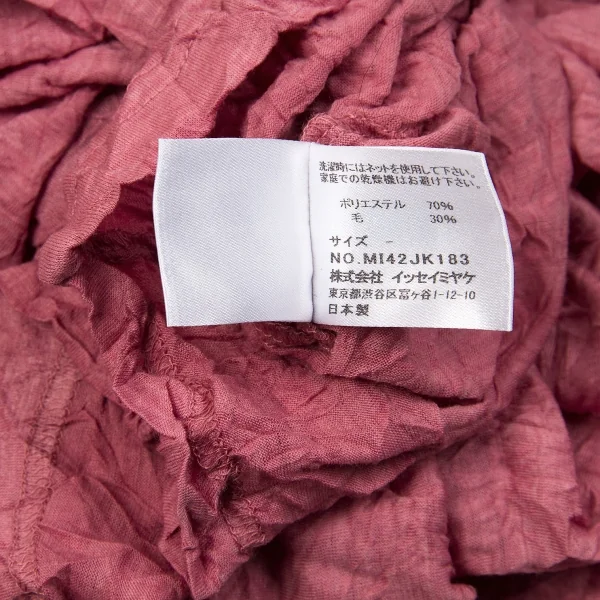 洗濯時にはネットを使用して下さい。
家庭での乾燥機はお避け下さい。
ポリエステル 70%
毛 30%
サイズ -
NO.MI42JK183
株式会社 イッセイミヤケ
東京都渋谷区富ヶ谷1-12-10
日本製